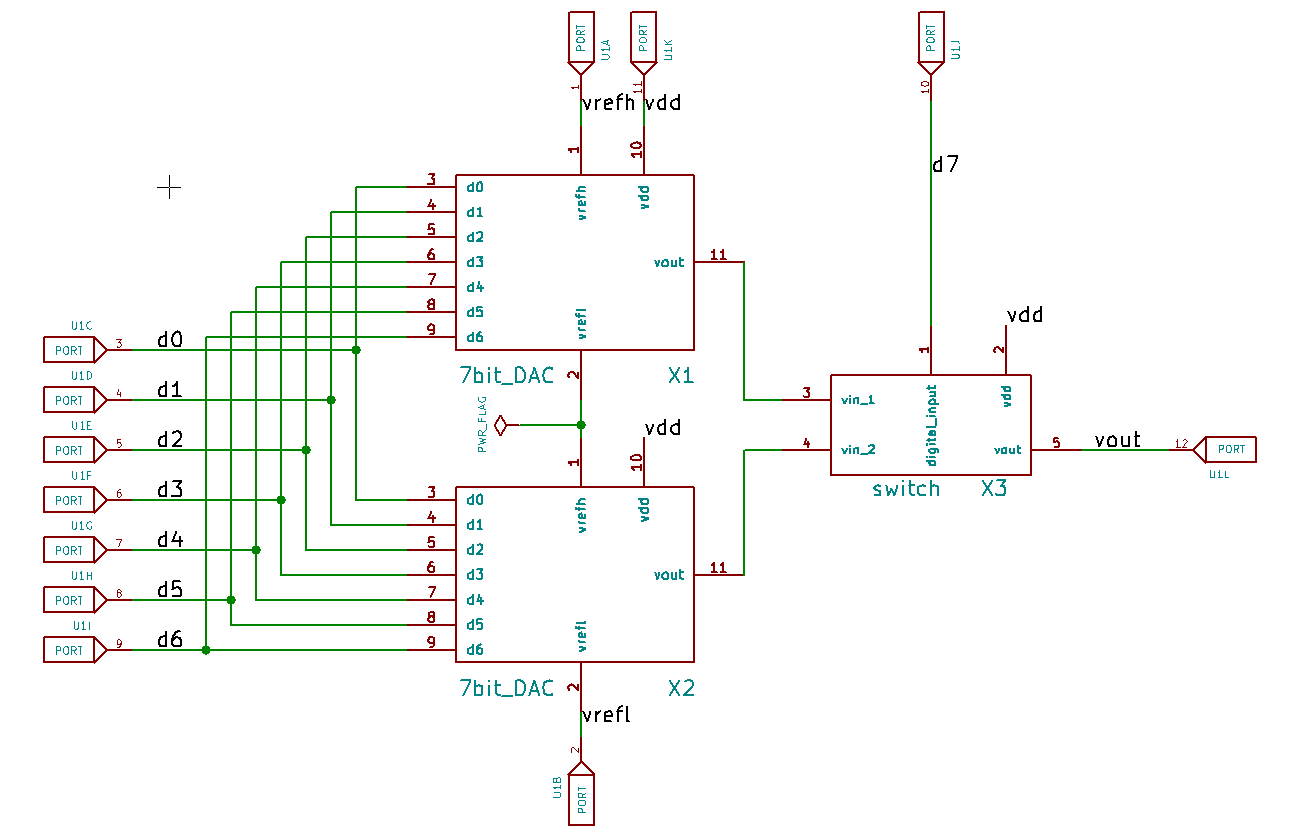 PORT
U1A
PORT
U1K
PORT
U1J
1
11
10
vrefh
vdd
1
10
d7
3
d0
4
d1
5
d2
6
d3
7
d4
8
d5
9
d6
vrefh
vdd
vout
11
vrefl
2
7bit_DAC
X1
U1C
PORT
3
d0
U1D
PORT
4
d1
U1E
PORT
5
d2
U1F
PORT
6
d3
U1G
PORT
7
d4
U1H
PORT
8
d5
U1I
PORT
9
d6
PWR_FLAG
vdd
1
10
3
d0
4
d1
5
d2
6
d3
7
d4
8
d5
9
d6
vrefh
vdd
vout
11
vrefl
2
7bit_DAC
X2
vrefl
2
U1B
PORT
vdd
1
2
3
vin_1
4
vin_2
digital_input
vdd
vout
5
switch
X3
vout
12
PORT
U1L